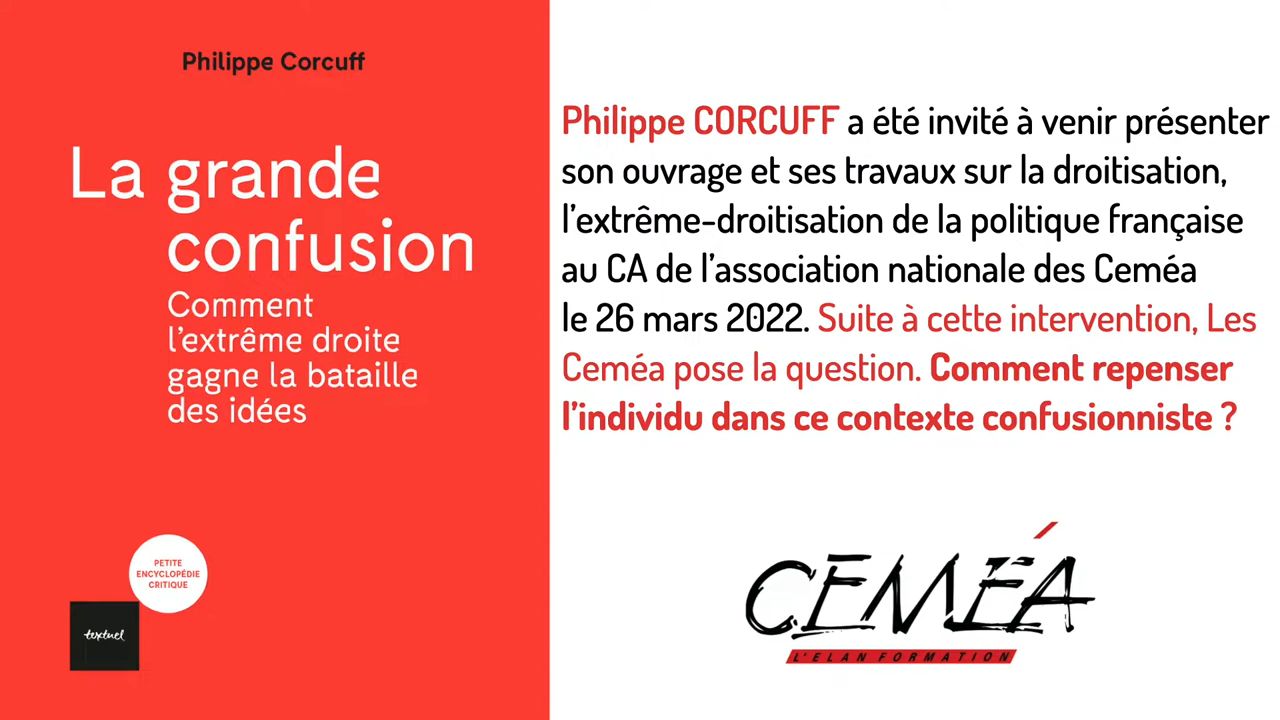 Philippe Corcuff
La grande
confusion
Comment
l'extrême droite
gagne la bataille
des idées
PETITE
ENCYCLOPÉDIE
CRITIQUE
textuel
Philippe CORCUFF a été invité à venir présenter
son ouvrage et ses travaux sur la droitisation,
l'extrême-droitisation de la politique française
au CA de l'association nationale des Ceméa
le 26 mars 2022. Suite à cette intervention, Les
Ceméa pose la question. Comment repenser
l'individu dans ce contexte confusionniste ?
CEMÉA
L'ELAN FORMATION